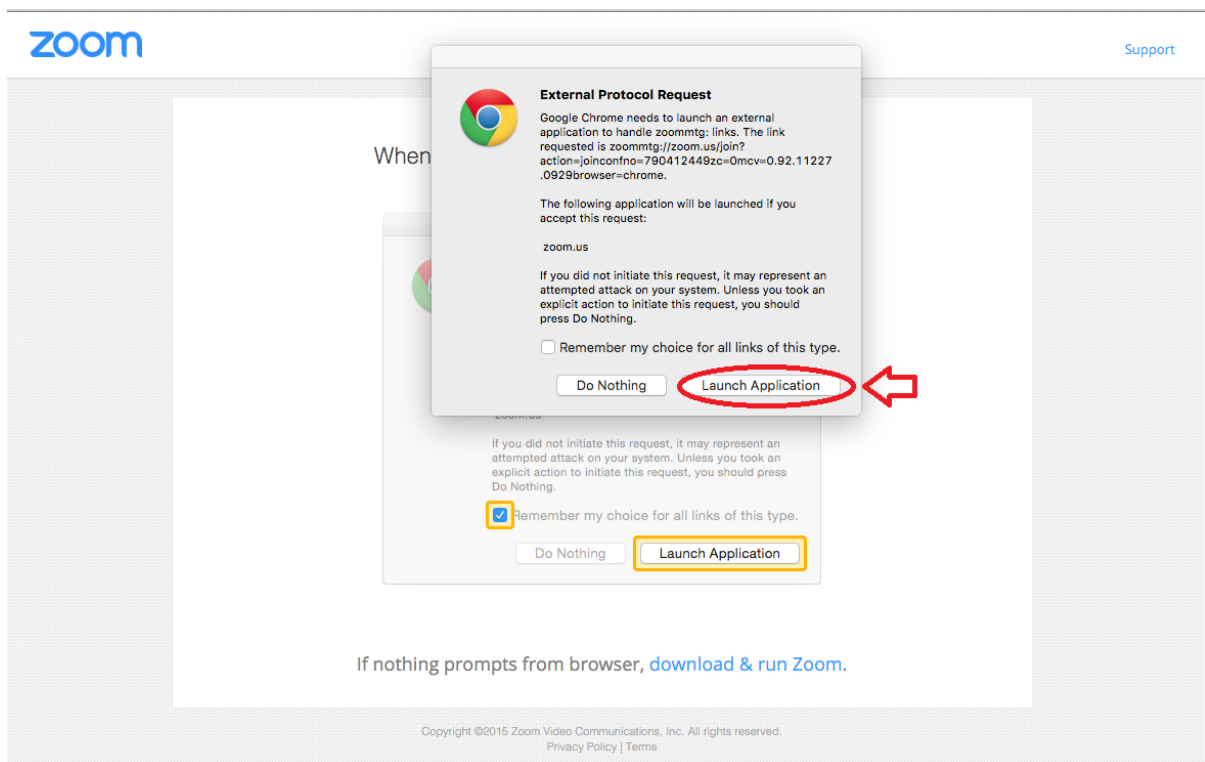 zoom
Support
External Protocol Request
Google Chrome needs to launch an external
application to handle zoommtg: links. The link
requested is zoommtg://zoom.us/join?
action=joinconfno=790412449zc=0mcv=0.92.11227
.0929browser=chrome.
The following application will be launched if you
accept this request:
zoom.us
If you did not initiate this request, it may represent an
attempted attack on your system. Unless you took an
explicit action to initiate this request, you should
press Do Nothing.
Remember my choice for all links of this type.
Do Nothing Launch Application
When
zoom.us
If you did not initiate this request, it may represent an
attempted attack on your system. Unless you took an
explicit action to initiate this request, you should press
Do Nothing.
Remember my choice for all links of this type.
Do Nothing Launch Application
If nothing prompts from browser, download & run Zoom.
Copyright ©2015 Zoom Video Communications, Inc. All rights reserved.
Privacy Policy | Terms